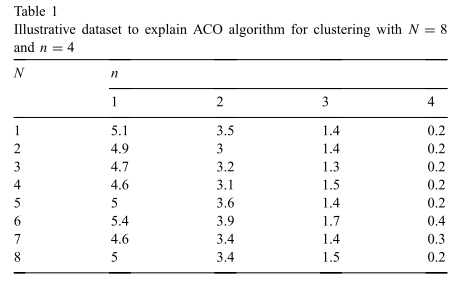 Table 1
Illustrative dataset to explain ACO algorithm for clustering with N = 8
and n = 4
N n
1 2 3 4
1 5.1 3.5 1.4 0.2
2 4.9 3 1.4 0.2
3 4.7 3.2 1.3 0.2
4 4.6 3.1 1.5 0.2
5 5 3.6 1.4 0.2
6 5.4 3.9 1.7 0.4
7 4.6 3.4 1.4 0.3
8 5 3.4 1.5 0.2